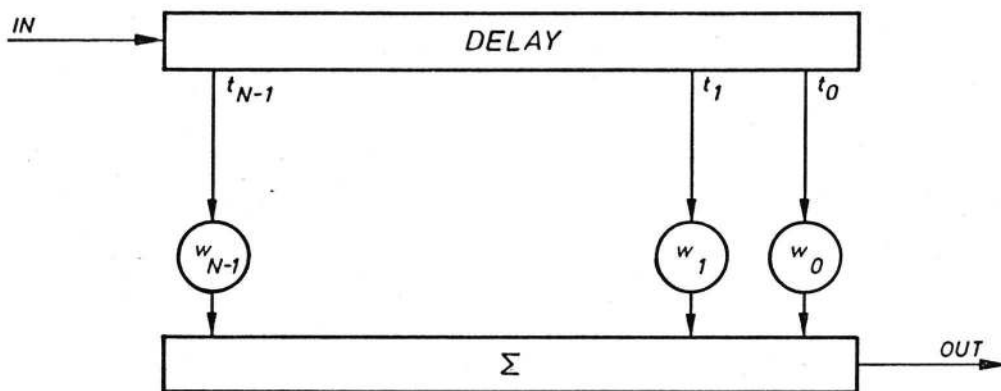 IN
DELAY
t_{N-1}
t_1
t_0
w_{N-1}
w_1
w_0
Σ
OUT